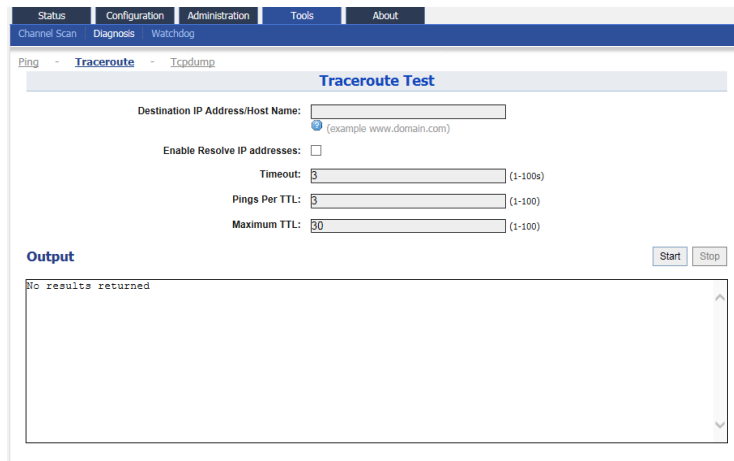 Status Configuration Administration Tools About
Channel Scan Diagnosis Watchdog
Ping - Traceroute - Tcpdump
Traceroute Test
Destination IP Address/Host Name:
(example www.domain.com)
Enable Resolve IP addresses:
Timeout: 3 (1-100s)
Pings Per TTL: 3 (1-100)
Maximum TTL: 30 (1-100)
Output Start Stop
No results returned